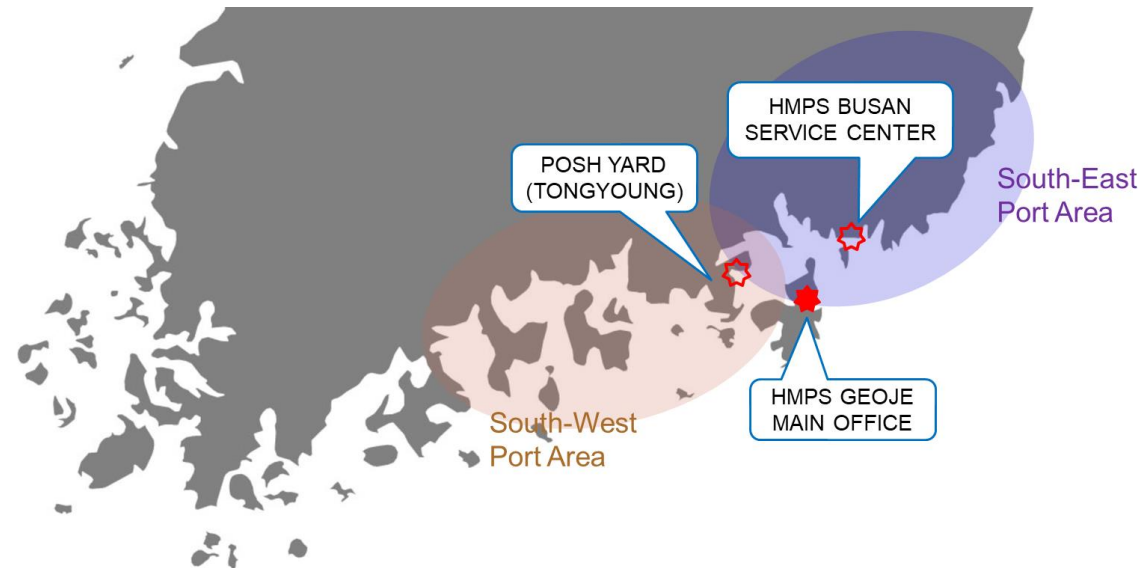 HMPS BUSAN
SERVICE CENTER
POSH YARD
(TONGYOUNG)
South-East
Port Area
HMPS GEOJE
MAIN OFFICE
South-West
Port Area